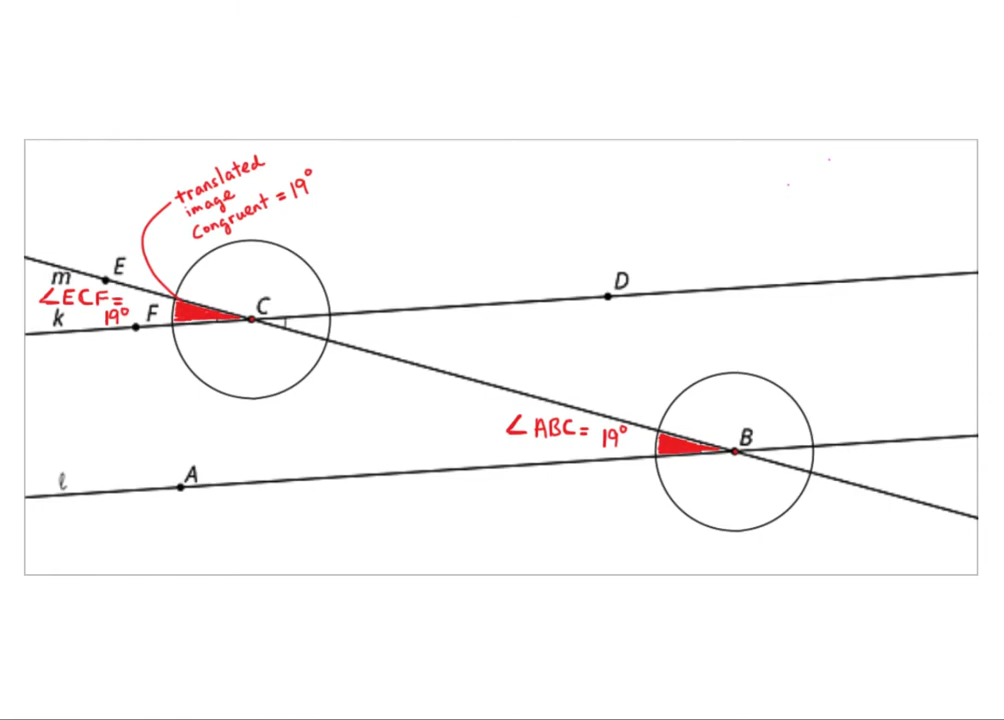 translated
image
Congruent = 19°
E
m
∠ECF=
19°
k
F
C
D
∠ABC= 19°
B
ℓ
A